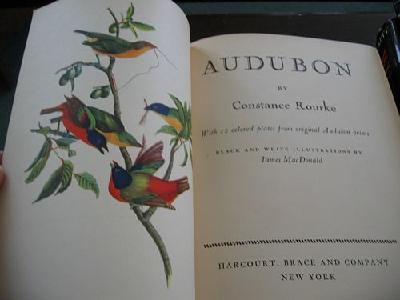 AUDUBON
BY
Constance Rourke
With 12 colored plates from original Audubon prints
BLACK AND WHITE ILLUSTRATIONS BY
James MacDonald
HARCOURT, BRACE AND COMPANY
NEW YORK